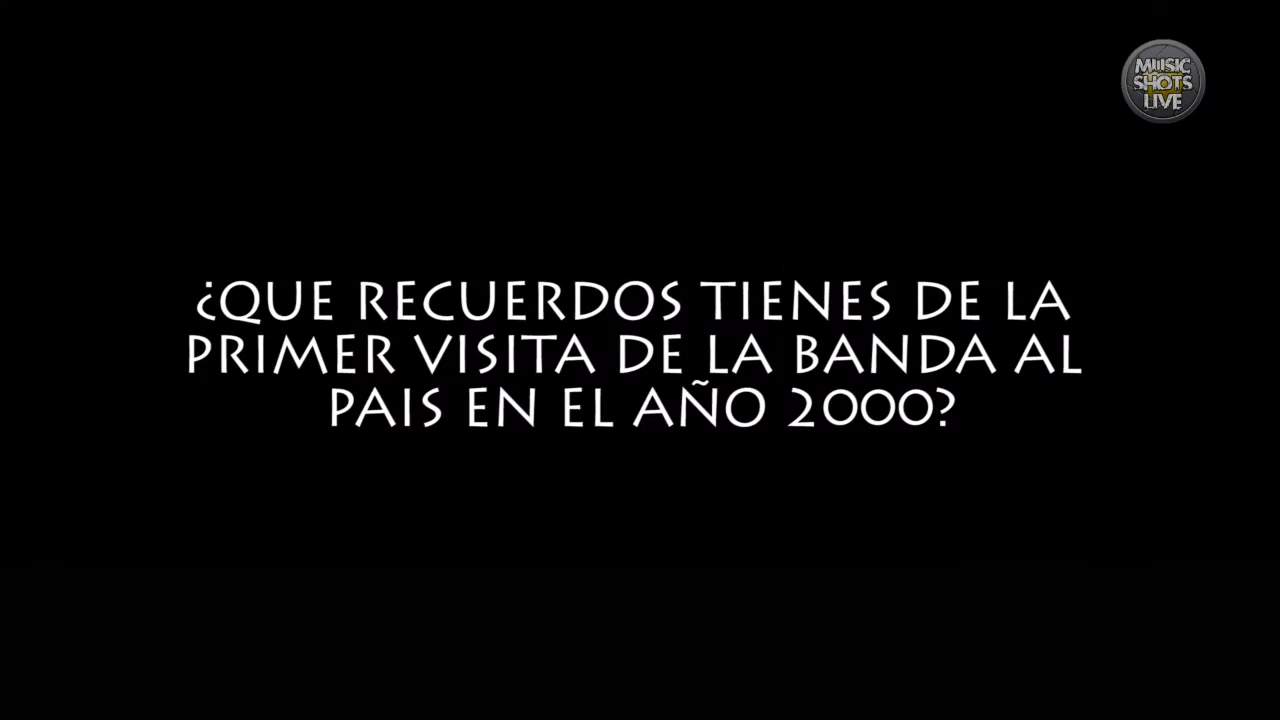 MUSIC
SHOTS
LIVE
¿QUE RECUERDOS TIENES DE LA
PRIMER VISITA DE LA BANDA AL
PAIS EN EL AÑO 2000?